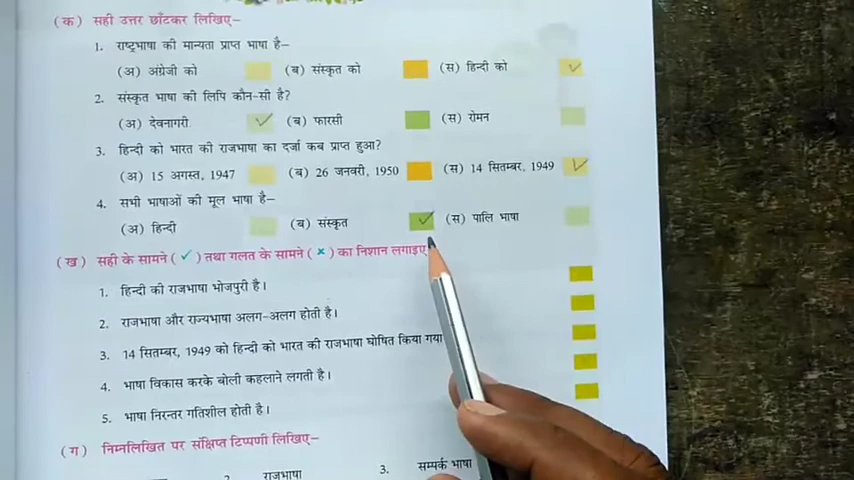 (क) सही उत्तर छाँटकर लिखिए–
1. राष्ट्रभाषा की मान्यता प्राप्त भाषा है–
(अ) अंग्रेजी को (ब) संस्कृत को (स) हिन्दी को ✓
2. संस्कृत भाषा की लिपि कौन-सी है?
(अ) देवनागरी ✓ (ब) फारसी (स) रोमन
3. हिन्दी को भारत की राजभाषा का दर्जा कब प्राप्त हुआ?
(अ) 15 अगस्त, 1947 (ब) 26 जनवरी, 1950 (स) 14 सितम्बर, 1949 ✓
4. सभी भाषाओं की मूल भाषा है–
(अ) हिन्दी (ब) संस्कृत ✓ (स) पालि भाषा
(ख) सही के सामने (✓) तथा गलत के सामने (×) का निशान लगाइए
1. हिन्दी की राजभाषा भोजपुरी है।
2. राजभाषा और राज्यभाषा अलग-अलग होती है।
3. 14 सितम्बर, 1949 को हिन्दी को भारत की राजभाषा घोषित किया गया
4. भाषा विकास करके बोली कहलाने लगती है।
5. भाषा निरन्तर गतिशील होती है।
(ग) निम्नलिखित पर संक्षिप्त टिप्पणी लिखिए–
2. राजभाषा 3. सम्पर्क भाषा